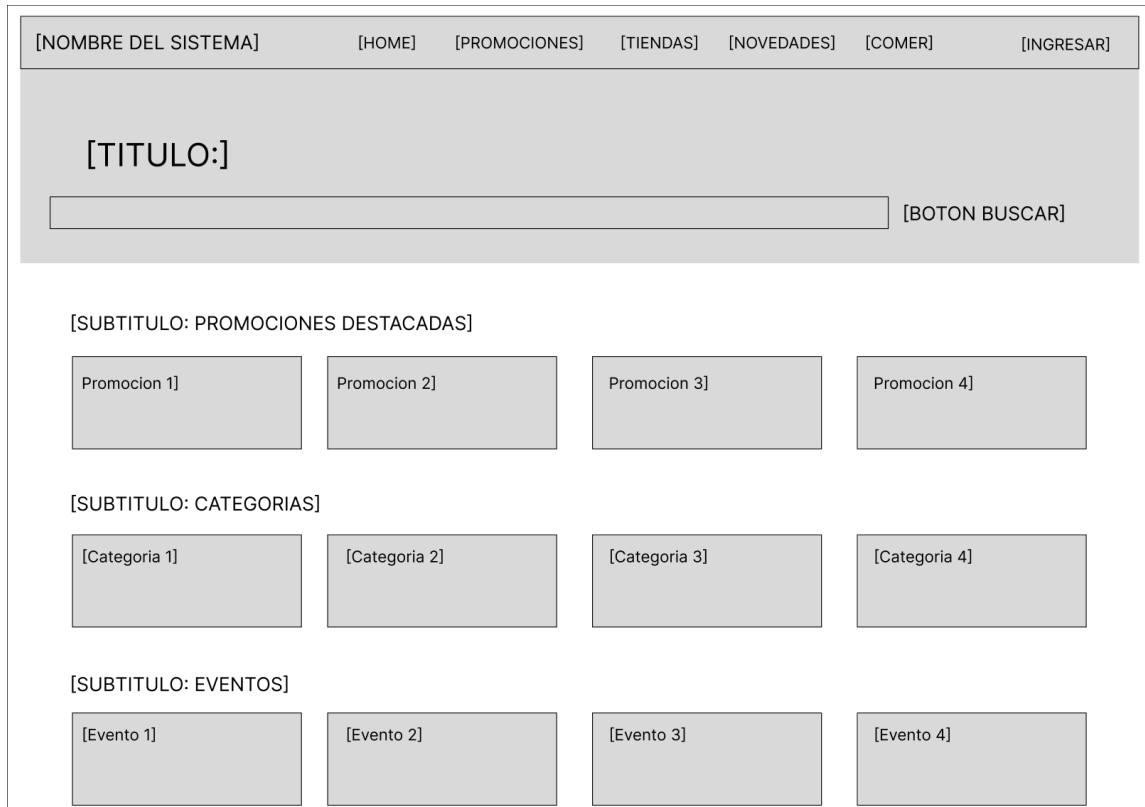 [NOMBRE DEL SISTEMA] [HOME] [PROMOCIONES] [TIENDAS] [NOVEDADES] [COMER] [INGRESAR]
[TITULO:]
[BOTON BUSCAR]
[SUBTITULO: PROMOCIONES DESTACADAS]
Promocion 1] Promocion 2] Promocion 3] Promocion 4]
[SUBTITULO: CATEGORIAS]
[Categoria 1] [Categoria 2] [Categoria 3] [Categoria 4]
[SUBTITULO: EVENTOS]
[Evento 1] [Evento 2] [Evento 3] [Evento 4]